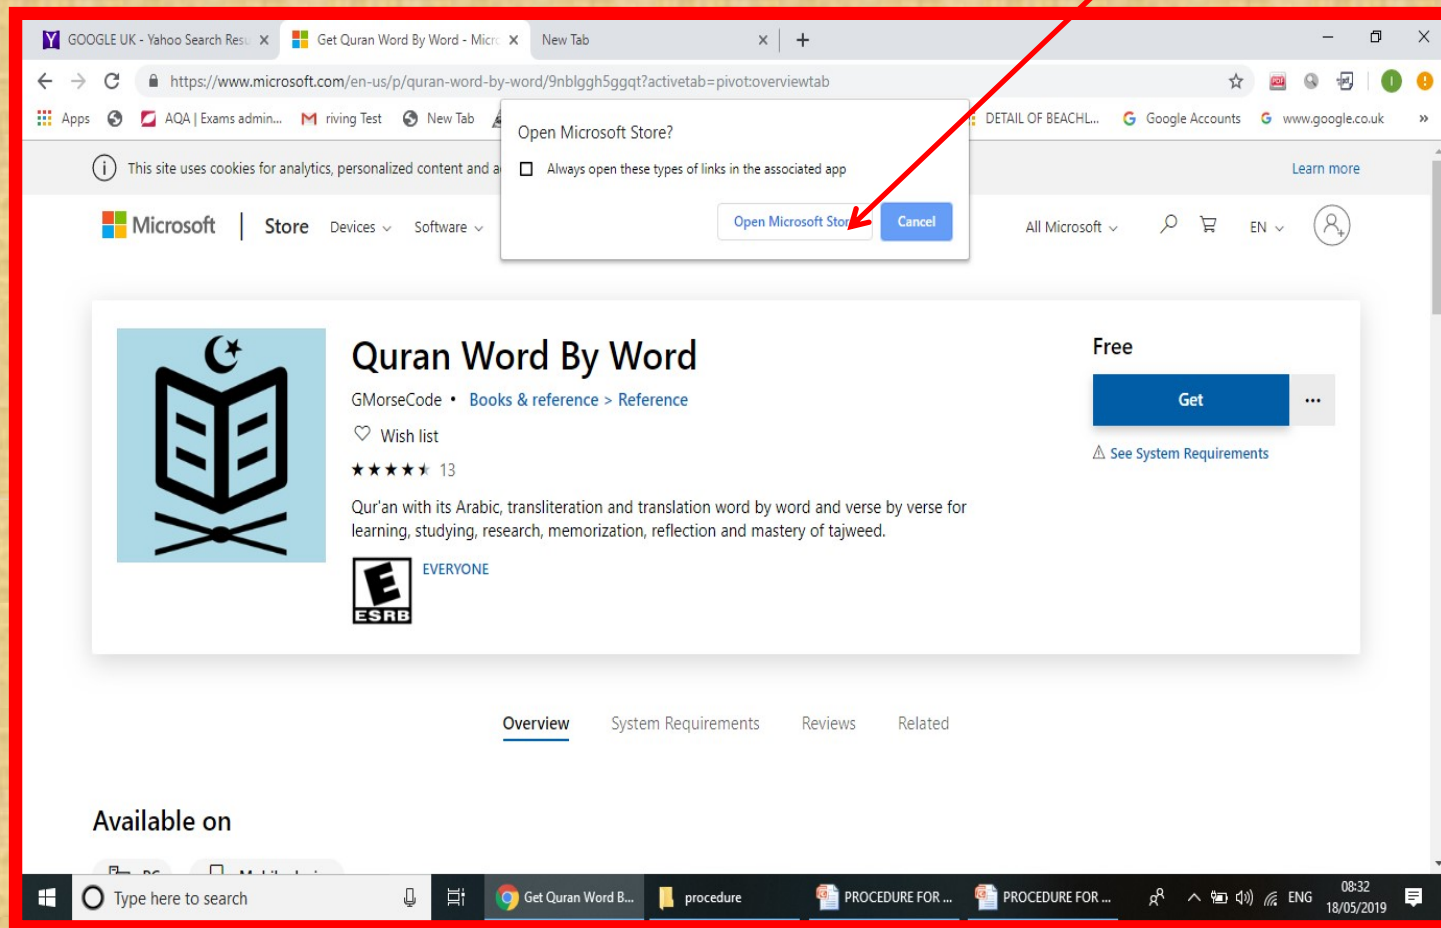 GOOGLE UK - Yahoo Search Resu
Get Quran Word By Word - Micro
New Tab
https://www.microsoft.com/en-us/p/quran-word-by-word/9nblggh5ggqt?activetab=pivot:overviewtab
Apps
AQA | Exams admin...
riving Test
New Tab
DETAIL OF BEACHL...
Google Accounts
www.google.co.uk
»
Open Microsoft Store?
Always open these types of links in the associated app
Open Microsoft Stor
Cancel
This site uses cookies for analytics, personalized content and a
Learn more
Microsoft
Store
Devices
Software
All Microsoft
EN
Quran Word By Word
GMorseCode • Books & reference > Reference
Wish list
13
Qur'an with its Arabic, transliteration and translation word by word and verse by verse for
learning, studying, research, memorization, reflection and mastery of tajweed.
E
ESRB
EVERYONE
Free
Get
...
See System Requirements
Overview
System Requirements
Reviews
Related
Available on
Type here to search
Get Quran Word B...
procedure
PROCEDURE FOR ...
PROCEDURE FOR ...
ENG
08:32
18/05/2019